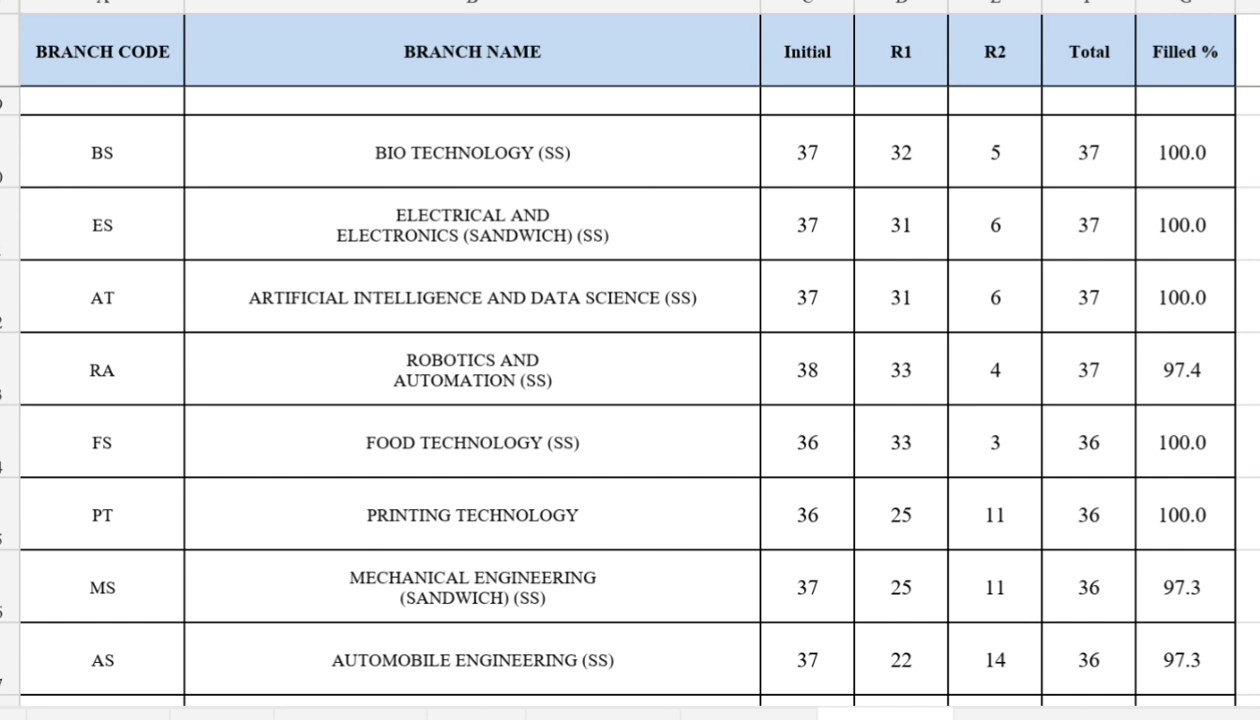 BRANCH CODE BRANCH NAME Initial R1 R2 Total Filled %
BS BIO TECHNOLOGY (SS) 37 32 5 37 100.0
ELECTRICAL AND
ES ELECTRONICS (SANDWICH) (SS) 37 31 6 37 100.0
AT ARTIFICIAL INTELLIGENCE AND DATA SCIENCE (SS) 37 31 6 37 100.0
ROBOTICS AND
RA AUTOMATION (SS) 38 33 4 37 97.4
FS FOOD TECHNOLOGY (SS) 36 33 3 36 100.0
PT PRINTING TECHNOLOGY 36 25 11 36 100.0
MECHANICAL ENGINEERING
MS (SANDWICH) (SS) 37 25 11 36 97.3
AS AUTOMOBILE ENGINEERING (SS) 37 22 14 36 97.3